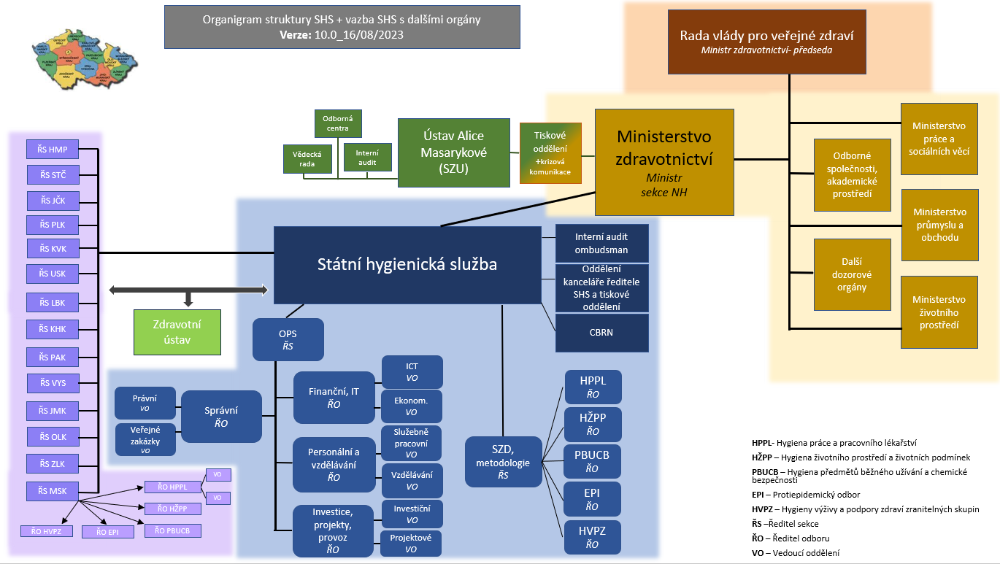 Organigram struktury SHS + vazba SHS s dalšími orgány
Verze: 10.0_16/08/2023
Rada vlády pro veřejné zdraví
Ministr zdravotnictví- předseda
Ministerstvo
zdravotnictví
Ministr
sekce NH
Tiskové
oddělení
+krizová
komunikace
Ústav Alice
Masarykové
(SZU)
Odborná
centra
Vědecká
rada
Interní
audit
Ministerstvo
práce a
sociálních věcí
Odborné
společnosti,
akademické
prostředí
Ministerstvo
průmyslu a
obchodu
Další
dozorové
orgány
Ministerstvo
životního
prostředí
ŘS HMP
ŘS STČ
ŘS JČK
ŘS PLK
ŘS KVK
ŘS USK
ŘS LBK
ŘS KHK
ŘS PAK
ŘS VYS
ŘS JMK
ŘS OLK
ŘS ZLK
ŘS MSK
ŘO HPPL
VO
VO
ŘO HŽPP
ŘO PBUCB
ŘO EPI
ŘO HVPZ
Zdravotní
ústav
Státní hygienická služba
Interní audit
ombudsman
Oddělení
kanceláře ředitele
SHS a tiskové
oddělení
CBRN
OPS
ŘS
Správní
ŘO
Právní
VO
Veřejné
zakázky
VO
Finanční, IT
ŘO
ICT
VO
Ekonom.
VO
Personální a
vzdělávání
ŘO
Služebně
pracovní
VO
Vzdělávání
VO
Investice,
projekty,
provoz
ŘO
Investiční
VO
Projektové
VO
SZD,
metodologie
ŘS
HPPL
ŘO
HŽPP
ŘO
PBUCB
ŘO
EPI
ŘO
HVPZ
ŘO
HPPL- Hygiena práce a pracovního lékařství
HŽPP – Hygiena životního prostředí a životních podmínek
PBUCB – Hygiena předmětů běžného užívání a chemické
bezpečnosti
EPI – Protiepidemický odbor
HVPZ – Hygieny výživy a podpory zdraví zranitelných skupin
ŘS –Ředitel sekce
ŘO – Ředitel odboru
VO – Vedoucí oddělení